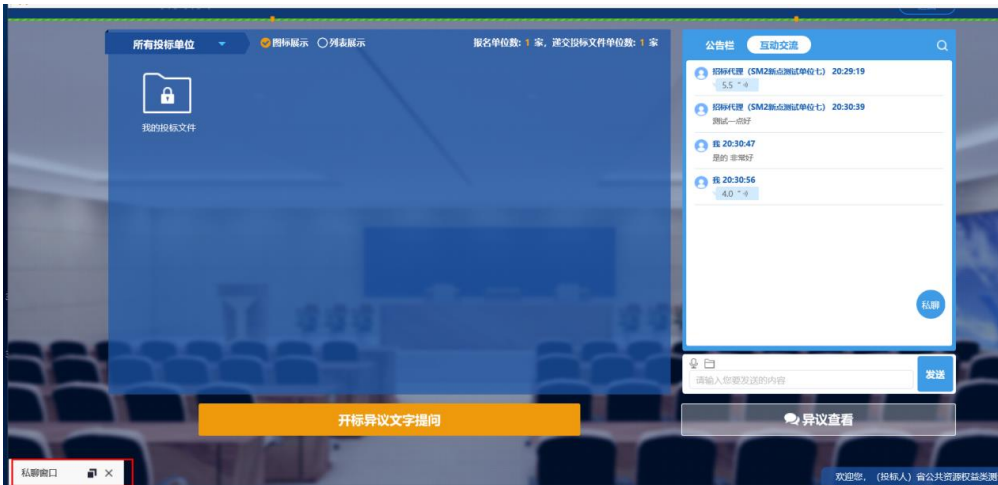 所有投标单位
图标展示 列表展示
报名单位数: 1 家, 递交投标文件单位数: 1 家
我的投标文件
公告栏 互动交流
招标代理 (SM2新点测试单位七) 20:29:19
5.5 "
招标代理 (SM2新点测试单位七) 20:30:39
测试一点好
我 20:30:47
是的 非常好
我 20:30:56
4.0 "
私聊
请输入您要发送的内容
发送
开标异议文字提问
异议查看
私聊窗口
欢迎您, (投标人) 省公共资源权益类测